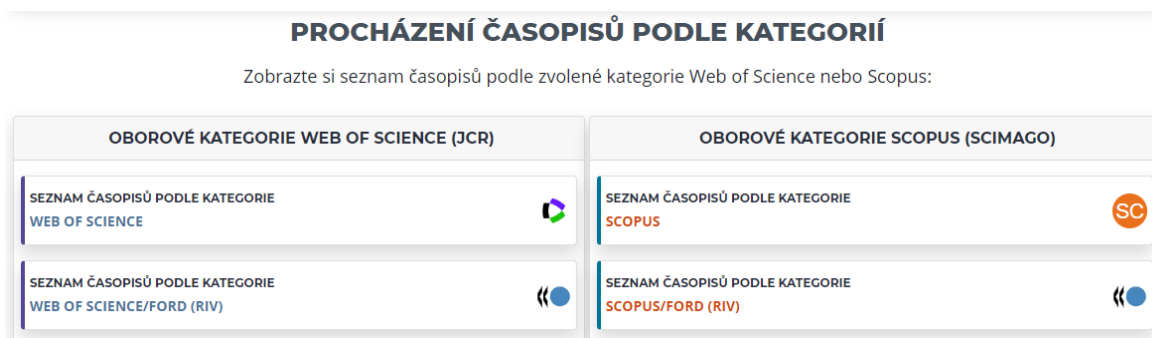 PROCHÁZENÍ ČASOPISŮ PODLE KATEGORIÍ
Zobrazte si seznam časopisů podle zvolené kategorie Web of Science nebo Scopus:
OBOROVÉ KATEGORIE WEB OF SCIENCE (JCR)
SEZNAM ČASOPISŮ PODLE KATEGORIE
WEB OF SCIENCE
SEZNAM ČASOPISŮ PODLE KATEGORIE
WEB OF SCIENCE/FORD (RIV)
OBOROVÉ KATEGORIE SCOPUS (SCIMAGO)
SEZNAM ČASOPISŮ PODLE KATEGORIE
SCOPUS
SC
SEZNAM ČASOPISŮ PODLE KATEGORIE
SCOPUS/FORD (RIV)